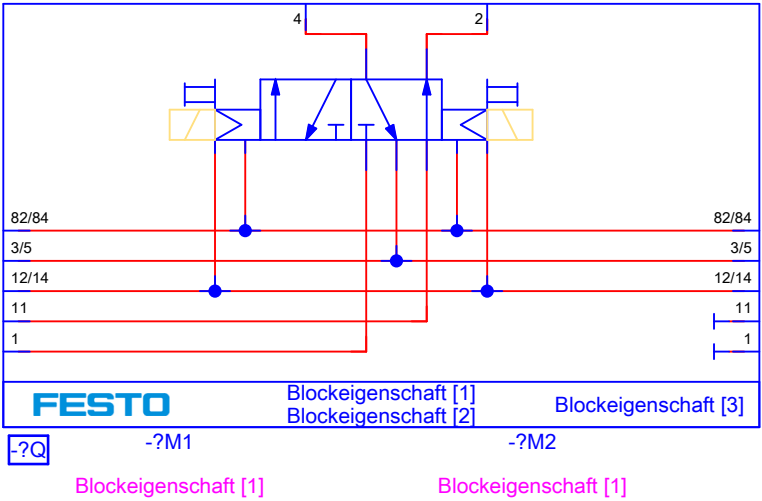 4 2
82/84 82/84
3/5 3/5
12/14 12/14
11 11
1 1
FESTO
Blockeigenschaft [1]
Blockeigenschaft [2]
Blockeigenschaft [3]
-?Q -?M1 -?M2
Blockeigenschaft [1] Blockeigenschaft [1]